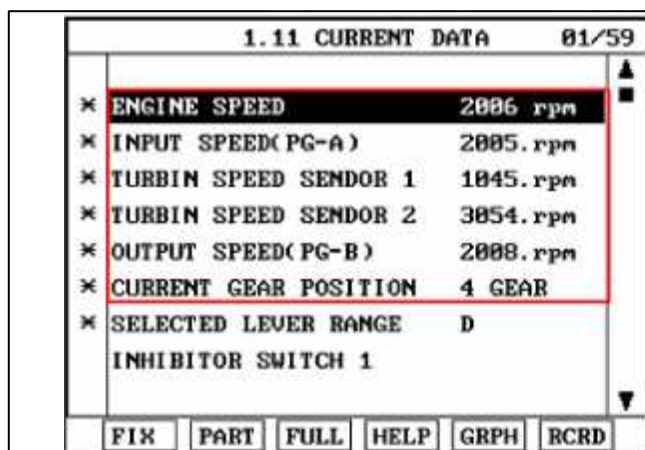 1.11 CURRENT DATA 01/59
* ENGINE SPEED 2006 rpm
* INPUT SPEED(PG-A) 2005.rpm
* TURBIN SPEED SENDOR 1 1045.rpm
* TURBIN SPEED SENDOR 2 3054.rpm
* OUTPUT SPEED(PG-B) 2008.rpm
* CURRENT GEAR POSITION 4 GEAR
* SELECTED LEVER RANGE D
INHIBITOR SWITCH 1
FIX PART FULL HELP GRPH RCRD